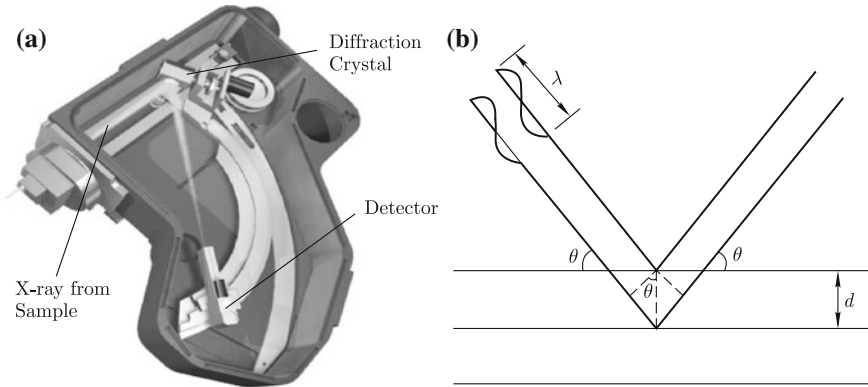 (a)
Diffraction
Crystal
Detector
X-ray from
Sample
(b)
λ
θ
θ
θ
d